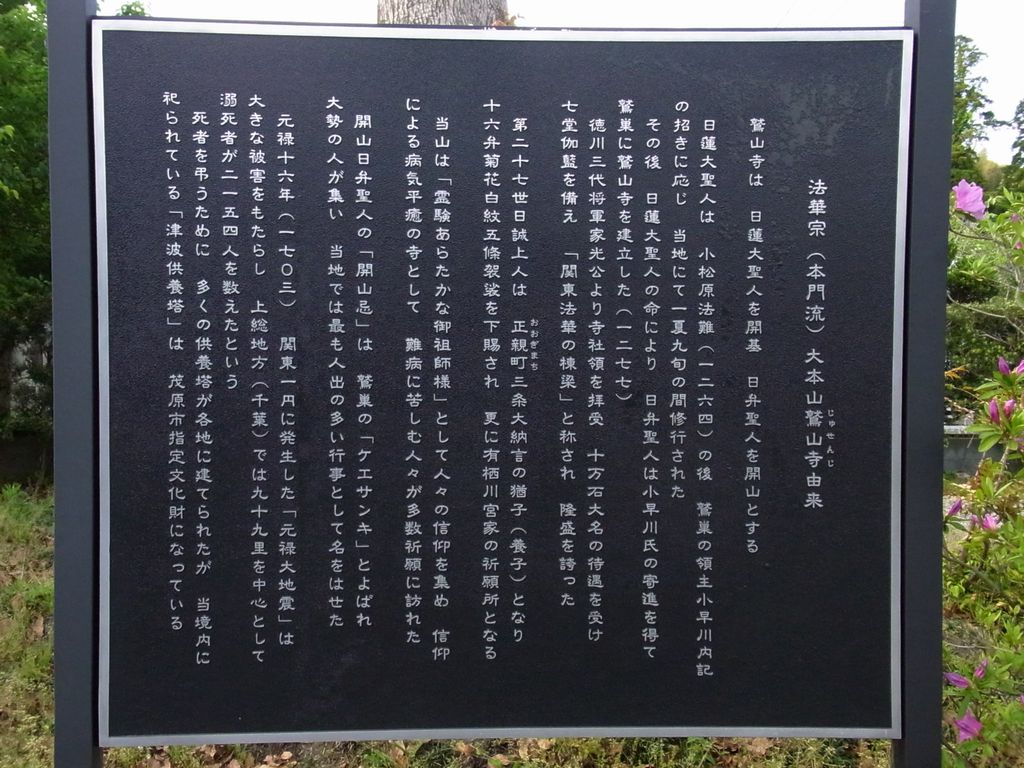 法華宗（本門流）大本山鷲山寺由来
じゅせんじ
鷲山寺は　日蓮大聖人を開基　日弁聖人を開山とする
日蓮大聖人は　小松原法難（一二六四）の後　鷲巣の領主小早川内記
の招きに応じ　当地にて一夏九旬の間修行された
その後　日蓮大聖人の命により　日弁聖人は小早川氏の寄進を得て
鷲巣に鷲山寺を建立した（一二七七）
徳川三代将軍家光公より寺社領を拝受　十万石大名の待遇を受け
七堂伽藍を備え　「関東法華の棟梁」と称され　隆盛を誇った
第二十七世日誠上人は　正親町三条大納言の猶子（養子）となり
おおぎまち
十六弁菊花白紋五條袈裟を下賜され　更に有栖川宮家の祈願所となる
当山は「霊験あらたかな御祖師様」として人々の信仰を集め　信仰
による病気平癒の寺として　難病に苦しむ人々が多数祈願に訪れた
開山日弁聖人の「開山忌」は　鷲巣の「ケエサンキ」とよばれ
大勢の人が集い　当地では最も人出の多い行事として名をはせた
元禄十六年（一七〇三）　関東一円に発生した「元禄大地震」は
大きな被害をもたらし　上総地方（千葉）では九十九里を中心として
溺死者が二一五四人を数えたという
死者を弔うために　多くの供養塔が各地に建てられたが　当境内に
祀られている「津波供養塔」は　茂原市指定文化財になっている